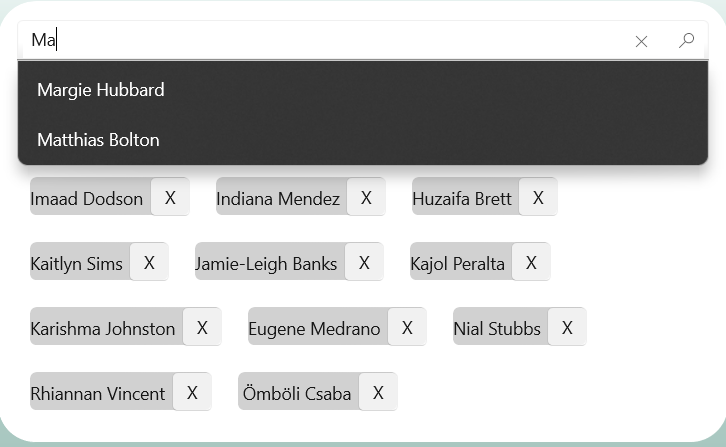 Ma
Margie Hubbard
Matthias Bolton
Imaad Dodson X Indiana Mendez X Huzaifa Brett X
Kaitlyn Sims X Jamie-Leigh Banks X Kajol Peralta X
Karishma Johnston X Eugene Medrano X Nial Stubbs X
Rhiannan Vincent X Ömböli Csaba X